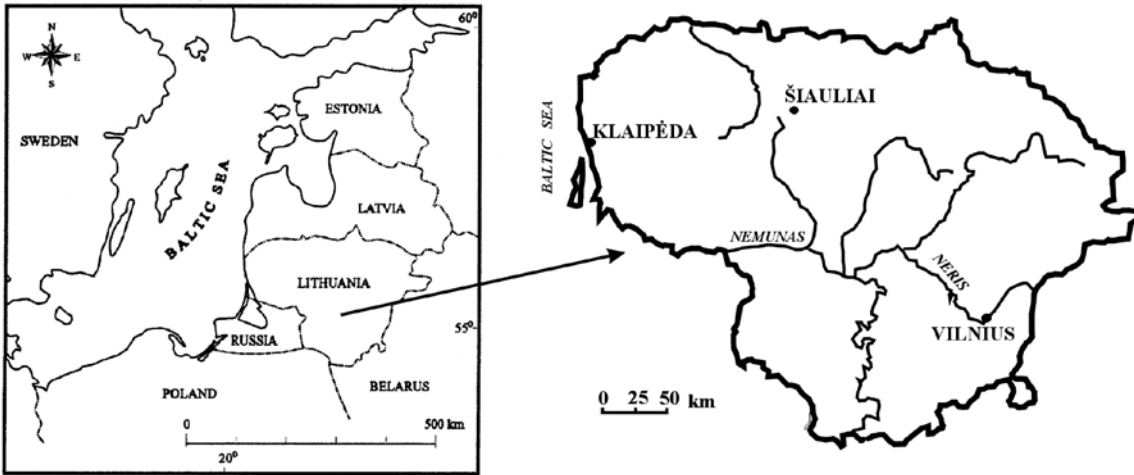 N
W E
S
60°
SWEDEN
ESTONIA
BALTIC SEA
LATVIA
LITHUANIA
RUSSIA
55°
POLAND
BELARUS
0 500 km
20°
BALTIC SEA
ŠIAULIAI
KLAIPĖDA
NEMUNAS
NERIS
VILNIUS
0 25 50 km